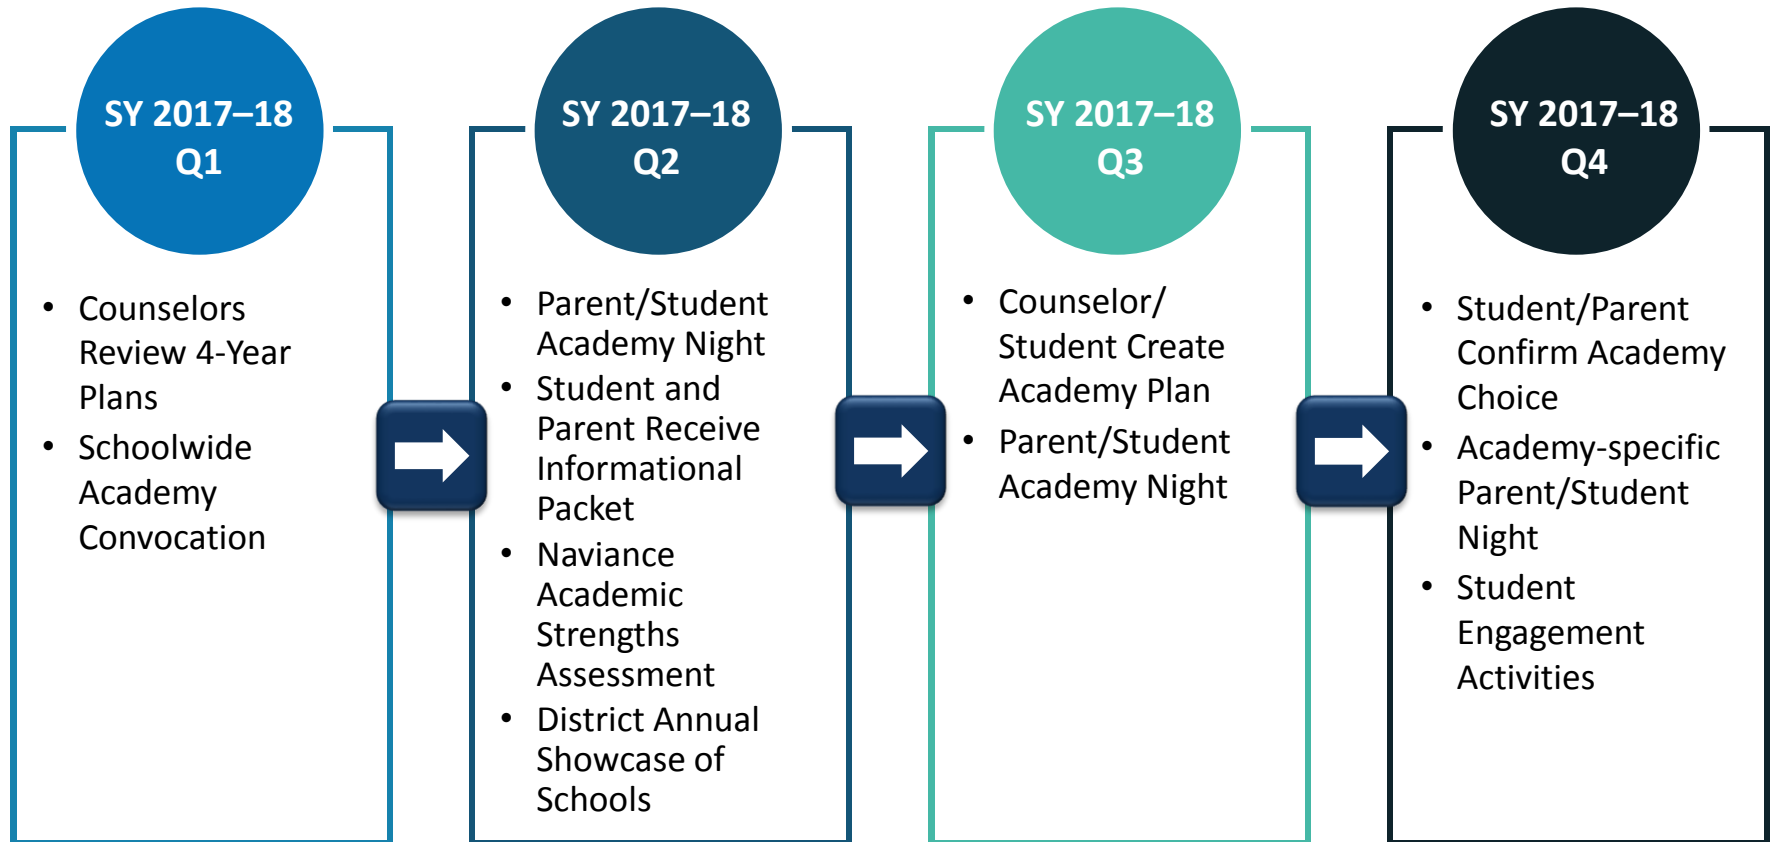 SY 2017–18
Q1
• Counselors
Review 4-Year
Plans
• Schoolwide
Academy
Convocation
SY 2017–18
Q2
• Parent/Student
Academy Night
• Student and
Parent Receive
Informational
Packet
• Naviance
Academic
Strengths
Assessment
• District Annual
Showcase of
Schools
SY 2017–18
Q3
• Counselor/
Student Create
Academy Plan
• Parent/Student
Academy Night
SY 2017–18
Q4
• Student/Parent
Confirm Academy
Choice
• Academy-specific
Parent/Student
Night
• Student
Engagement
Activities